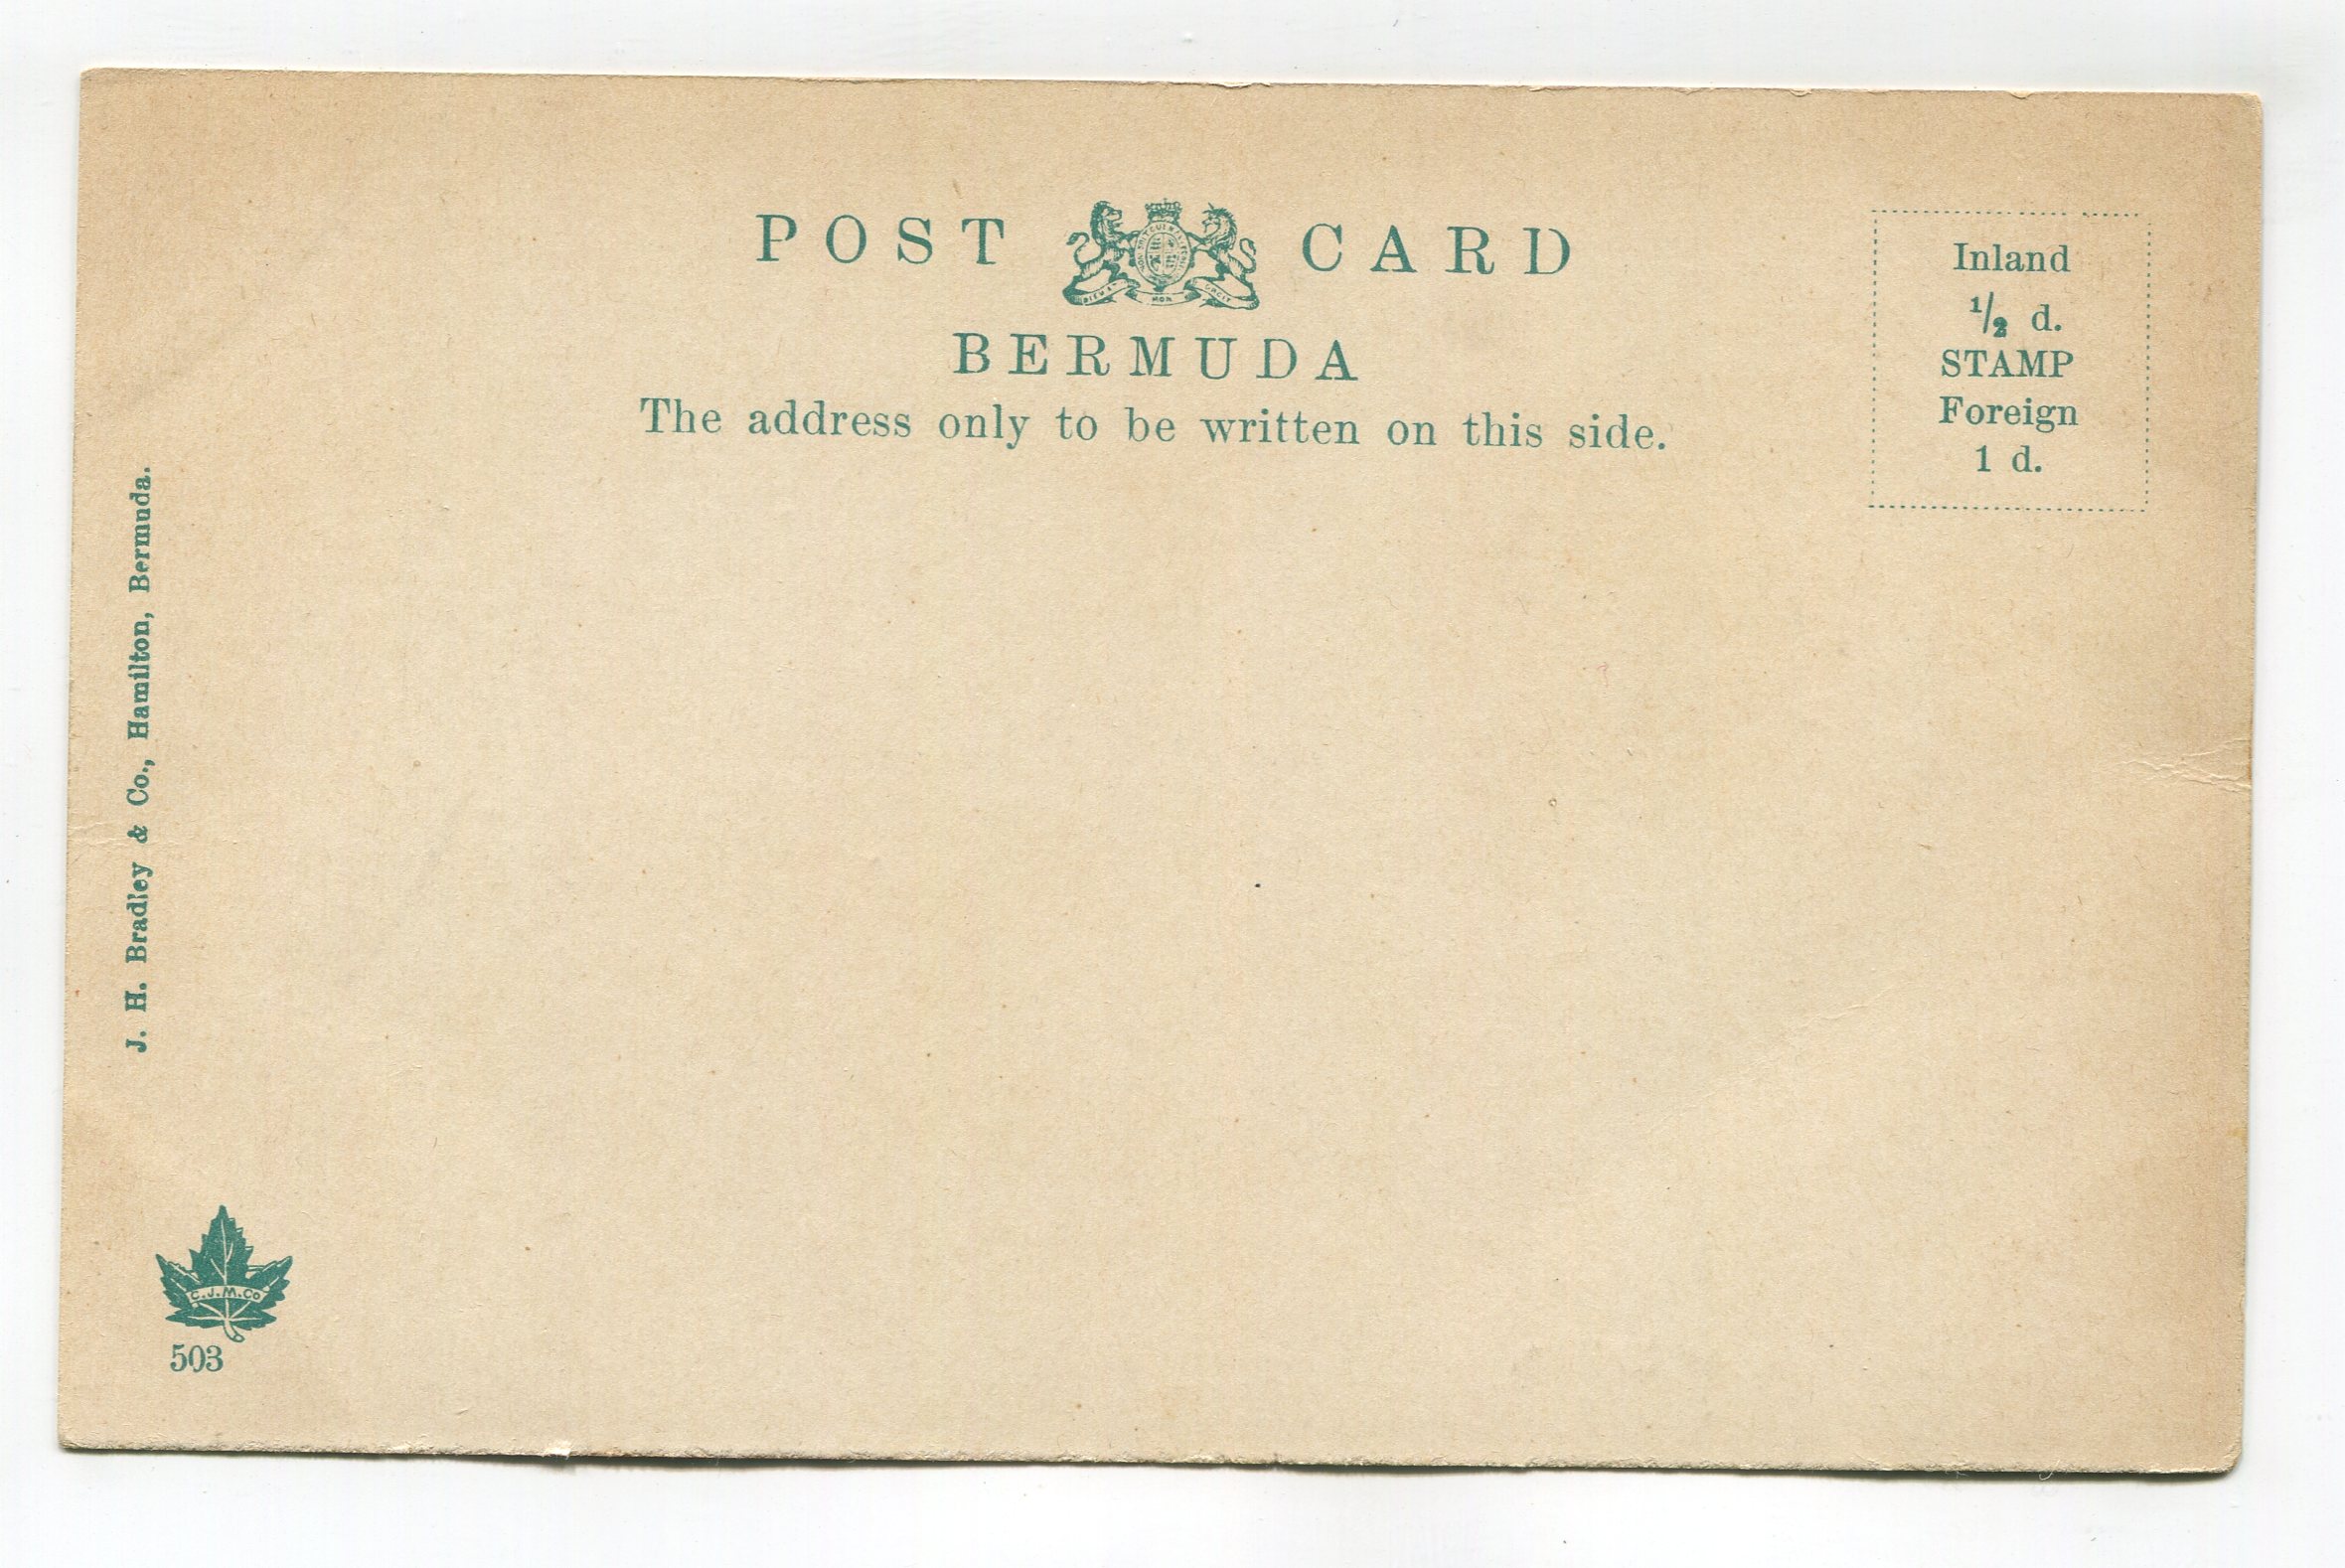 POST CARD
BERMUDA
The address only to be written on this side.
Inland
1/2 d.
STAMP
Foreign
1 d.
J. H. Bradley & Co., Hamilton, Bermuda.
C.J.M.Co
503